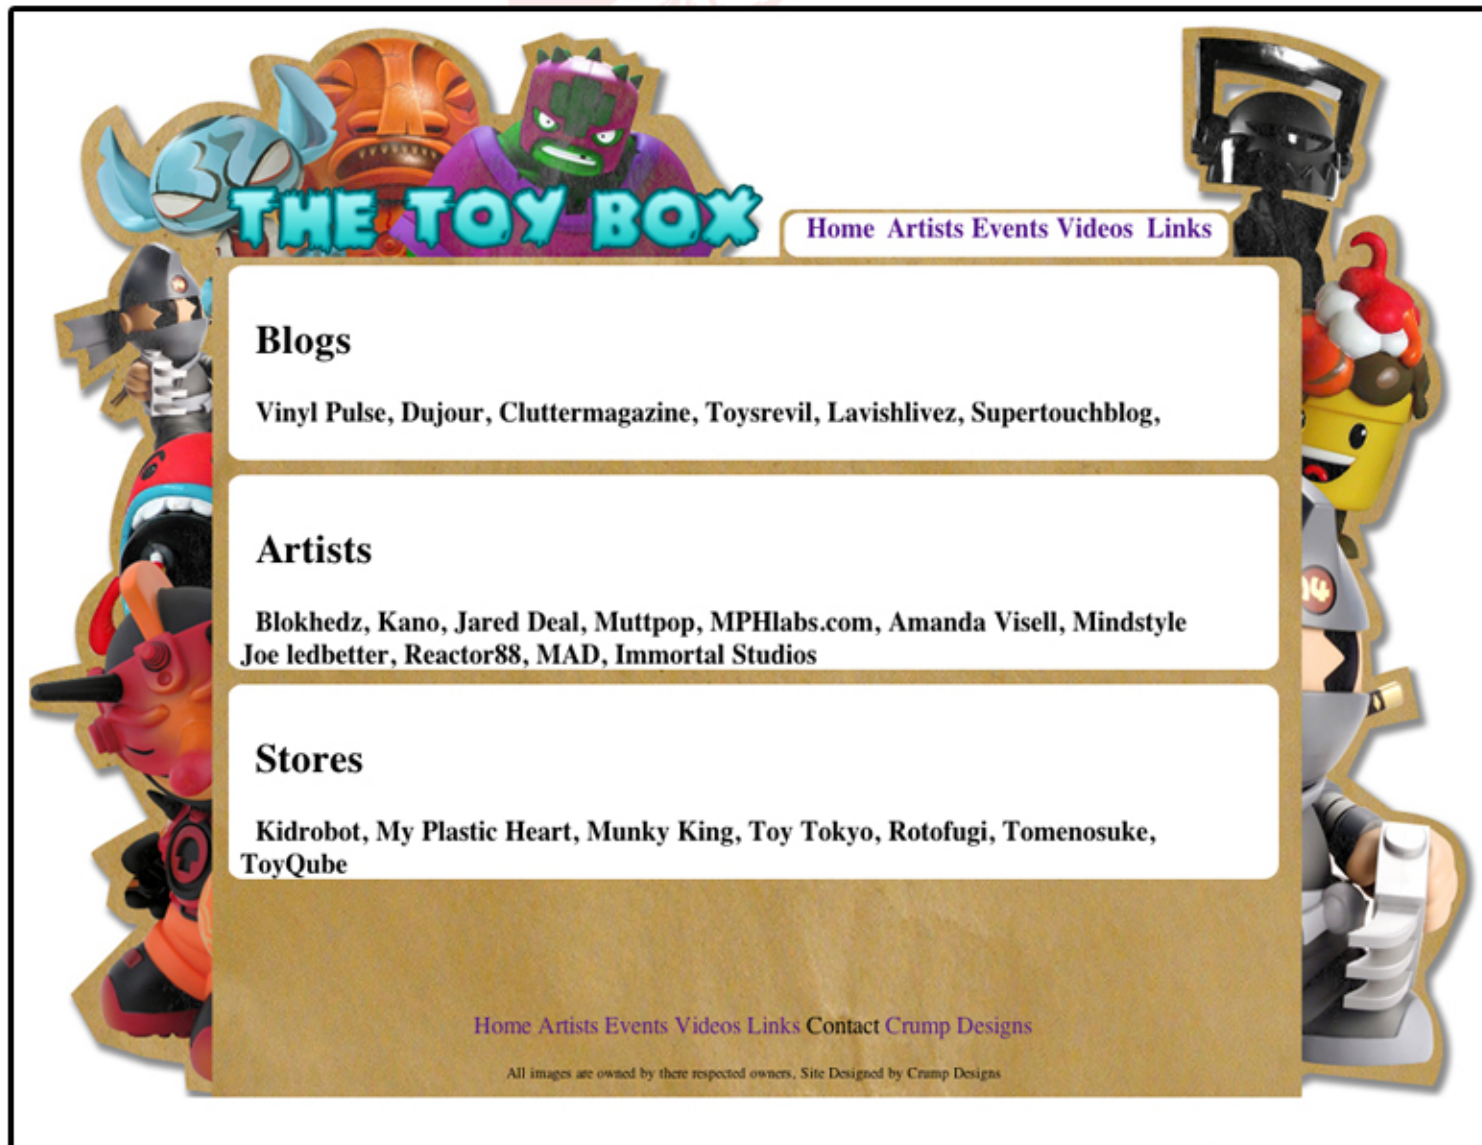 THE TOY BOX
Home Artists Events Videos Links
Blogs
Vinyl Pulse, Dujour, Cluttermagazine, Toysrevil, Lavishlivez, Supertouchblog,
Artists
Blokhedz, Kano, Jared Deal, Muttpop, MPHlabs.com, Amanda Visell, Mindstyle
Joe ledbetter, Reactor88, MAD, Immortal Studios
Stores
Kidrobot, My Plastic Heart, Munky King, Toy Tokyo, Rotofugi, Tomenosuke,
ToyQube
Home Artists Events Videos Links Contact Crump Designs
All images are owned by there respected owners, Site Designed by Crump Designs